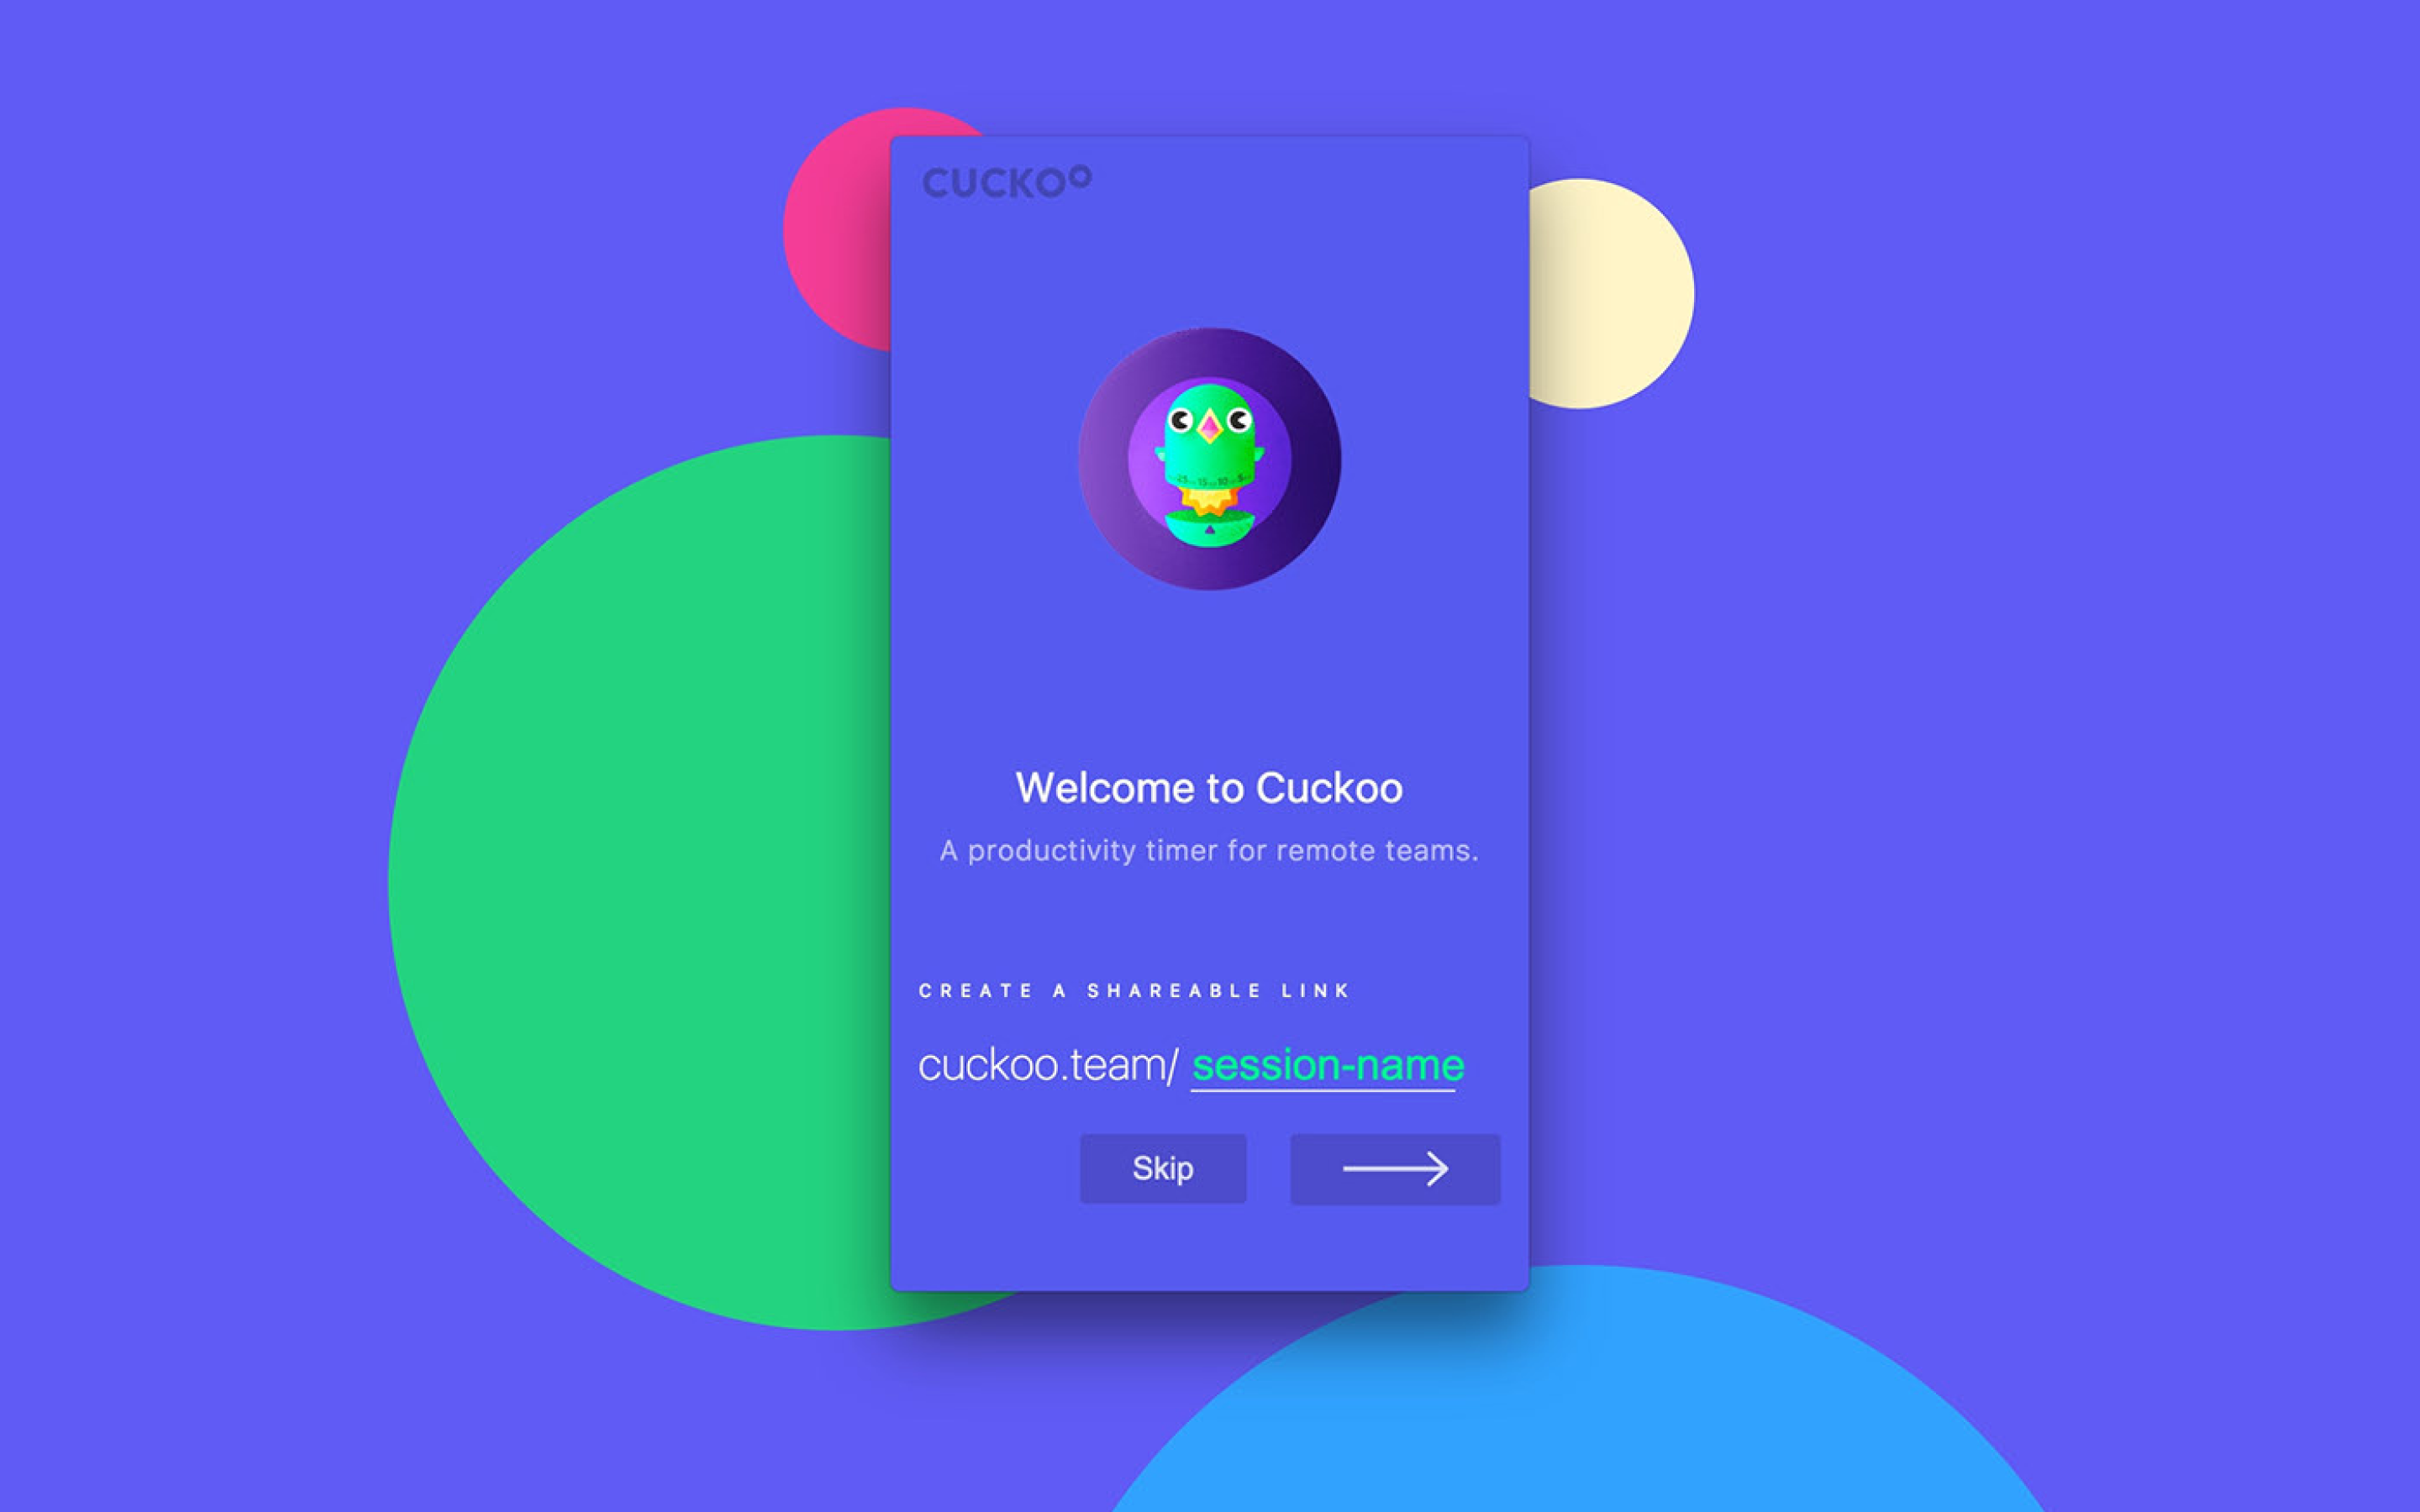 CUCKOO
Welcome to Cuckoo
A productivity timer for remote teams.
CREATE A SHAREABLE LINK
cuckoo.team/ session-name
Skip